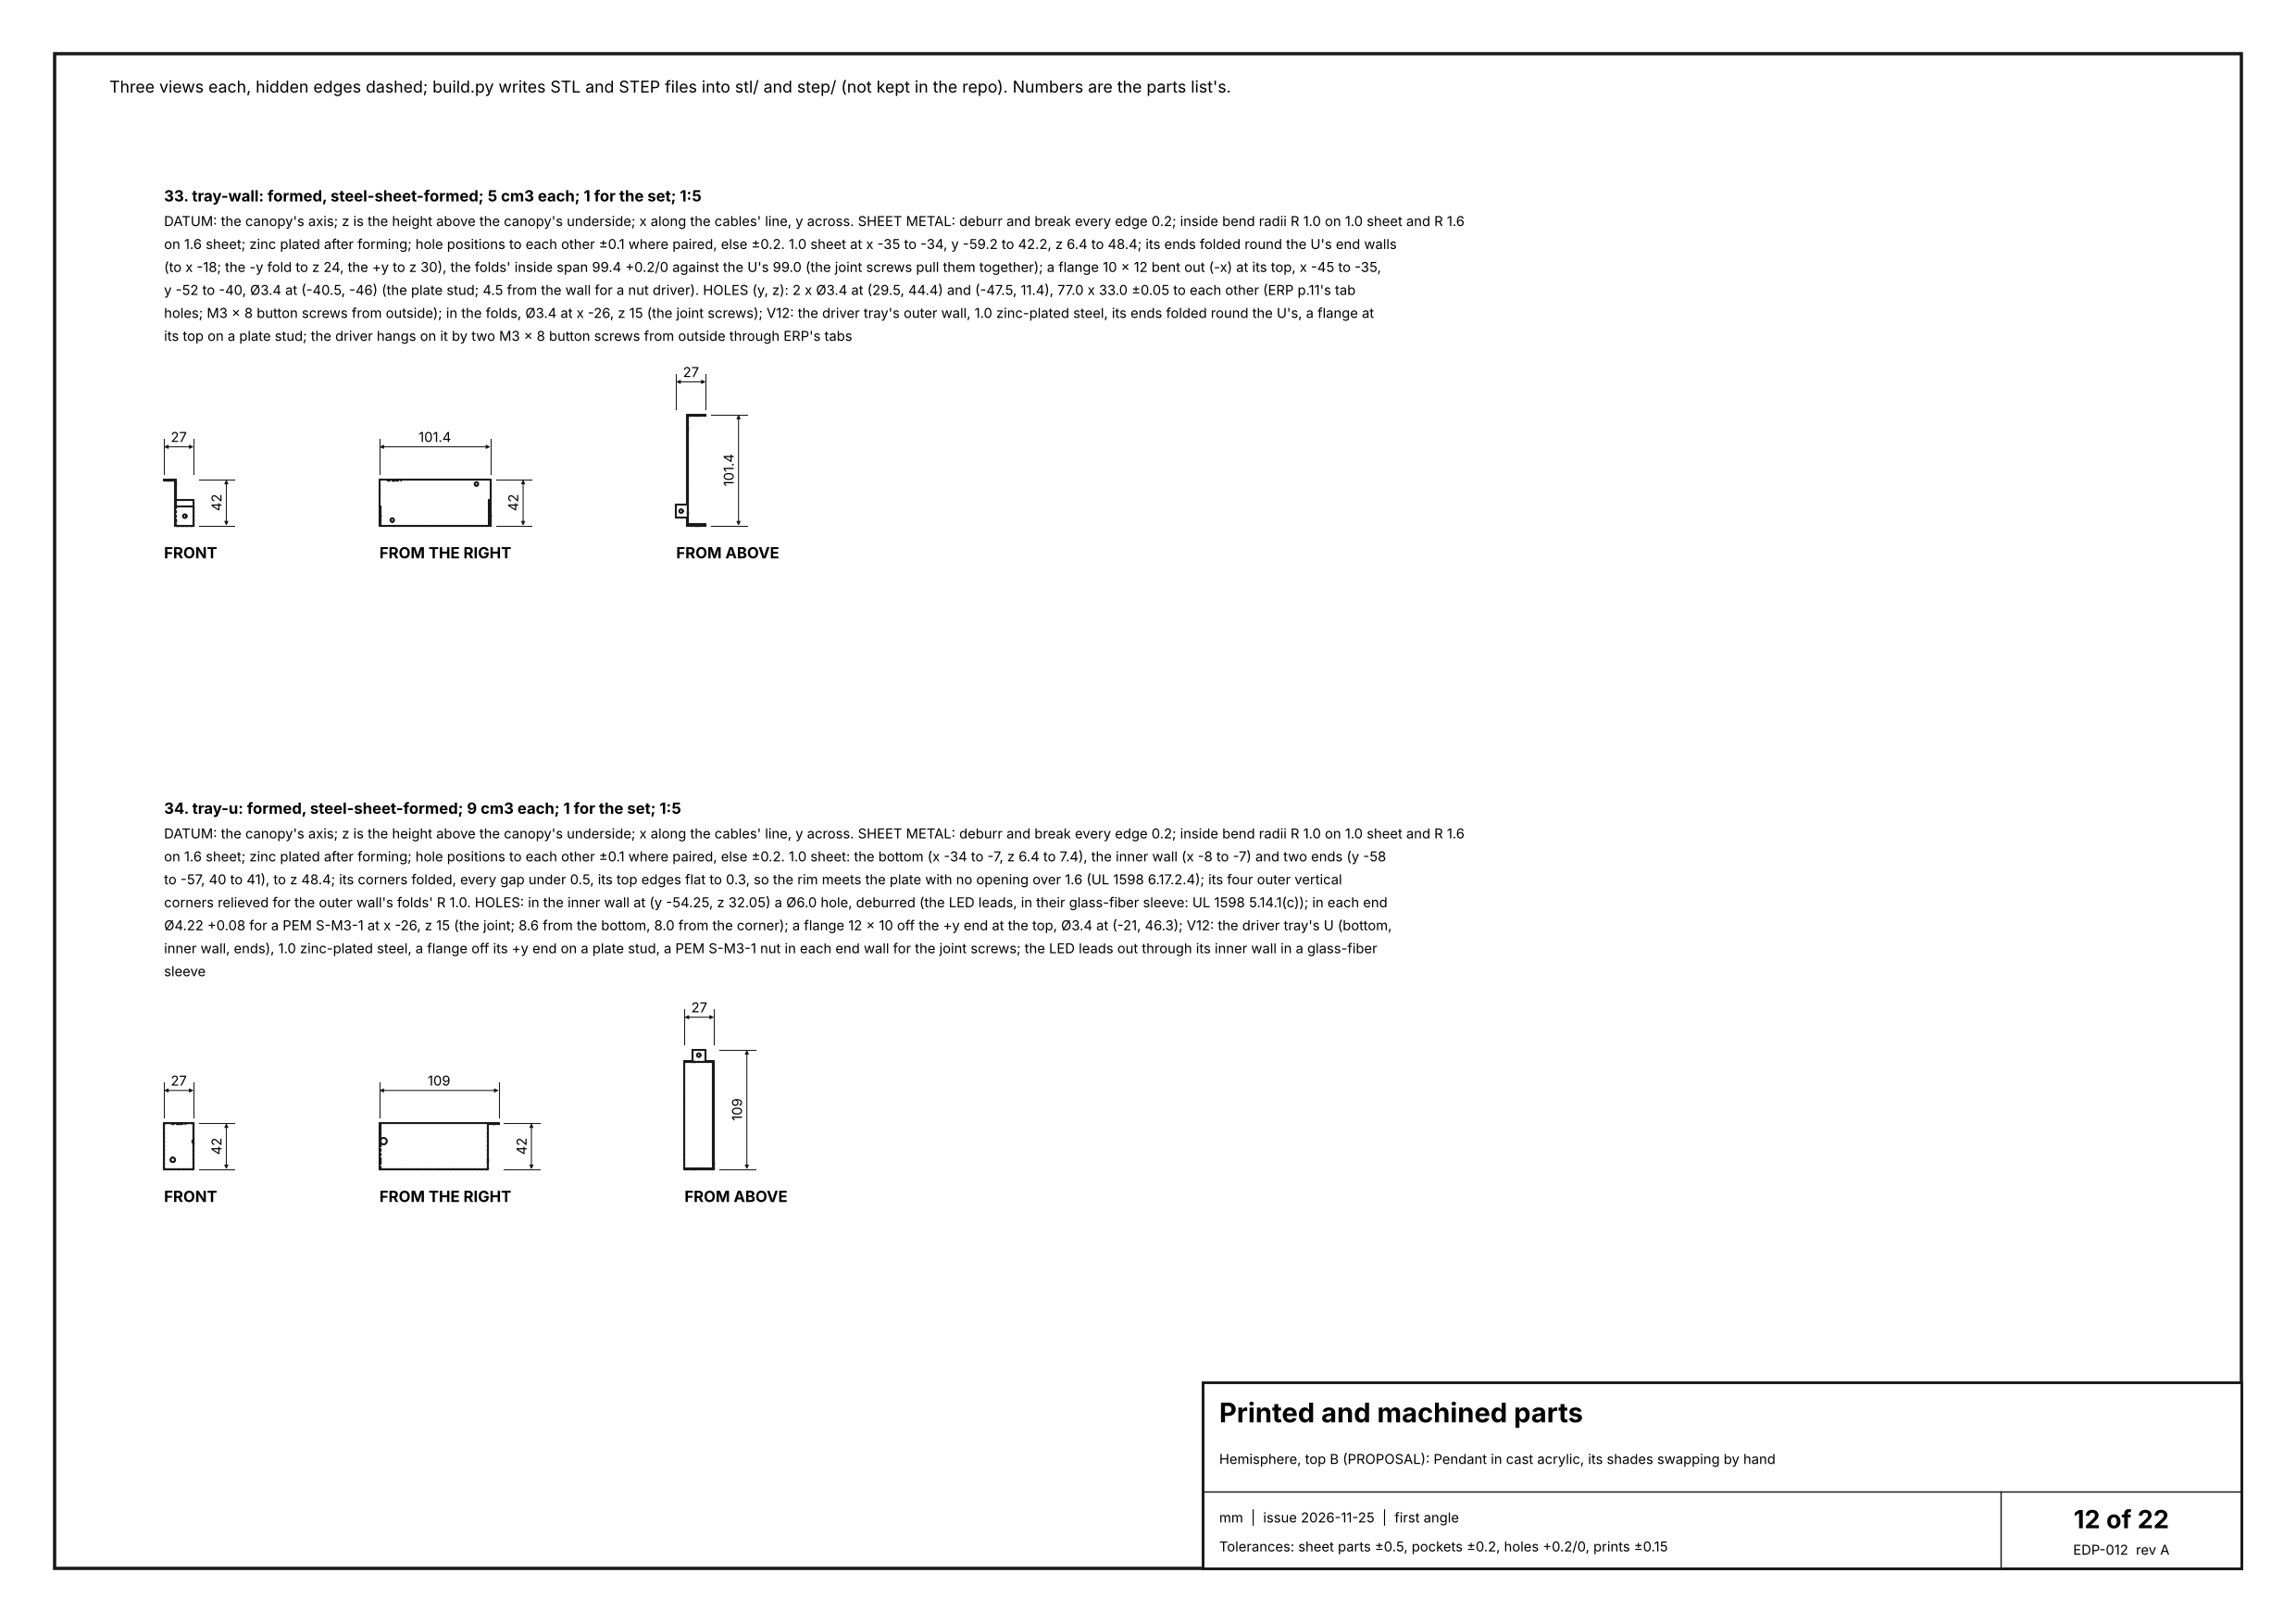 Three views each, hidden edges dashed; build.py writes STL and STEP files into stl/ and step/ (not kept in the repo). Numbers are the parts list's.
33. tray-wall: formed, steel-sheet-formed; 5 cm3 each; 1 for the set; 1:5
DATUM: the canopy's axis; z is the height above the canopy's underside; x along the cables' line, y across. SHEET METAL: deburr and break every edge 0.2; inside bend radii R 1.0 on 1.0 sheet and R 1.6
on 1.6 sheet; zinc plated after forming; hole positions to each other ±0.1 where paired, else ±0.2. 1.0 sheet at x -35 to -34, y -59.2 to 42.2, z 6.4 to 48.4; its ends folded round the U's end walls
(to x -18; the -y fold to z 24, the +y to z 30), the folds' inside span 99.4 +0.2/0 against the U's 99.0 (the joint screws pull them together); a flange 10 × 12 bent out (-x) at its top, x -45 to -35,
y -52 to -40, Ø3.4 at (-40.5, -46) (the plate stud; 4.5 from the wall for a nut driver). HOLES (y, z): 2 x Ø3.4 at (29.5, 44.4) and (-47.5, 11.4), 77.0 x 33.0 ±0.05 to each other (ERP p.11's tab
holes; M3 × 8 button screws from outside); in the folds, Ø3.4 at x -26, z 15 (the joint screws); V12: the driver tray's outer wall, 1.0 zinc-plated steel, its ends folded round the U's, a flange at
its top on a plate stud; the driver hangs on it by two M3 × 8 button screws from outside through ERP's tabs
27
27
101.4
101.4
42
42
FRONT
FROM THE RIGHT
FROM ABOVE
34. tray-u: formed, steel-sheet-formed; 9 cm3 each; 1 for the set; 1:5
DATUM: the canopy's axis; z is the height above the canopy's underside; x along the cables' line, y across. SHEET METAL: deburr and break every edge 0.2; inside bend radii R 1.0 on 1.0 sheet and R 1.6
on 1.6 sheet; zinc plated after forming; hole positions to each other ±0.1 where paired, else ±0.2. 1.0 sheet: the bottom (x -34 to -7, z 6.4 to 7.4), the inner wall (x -8 to -7) and two ends (y -58
to -57, 40 to 41), to z 48.4; its corners folded, every gap under 0.5, its top edges flat to 0.3, so the rim meets the plate with no opening over 1.6 (UL 1598 6.17.2.4); its four outer vertical
corners relieved for the outer wall's folds' R 1.0. HOLES: in the inner wall at (y -54.25, z 32.05) a Ø6.0 hole, deburred (the LED leads, in their glass-fiber sleeve: UL 1598 5.14.1(c)); in each end
Ø4.22 +0.08 for a PEM S-M3-1 at x -26, z 15 (the joint; 8.6 from the bottom, 8.0 from the corner); a flange 12 × 10 off the +y end at the top, Ø3.4 at (-21, 46.3); V12: the driver tray's U (bottom,
inner wall, ends), 1.0 zinc-plated steel, a flange off its +y end on a plate stud, a PEM S-M3-1 nut in each end wall for the joint screws; the LED leads out through its inner wall in a glass-fiber
sleeve
27
27
109
109
42
42
FRONT
FROM THE RIGHT
FROM ABOVE
Printed and machined parts
Hemisphere, top B (PROPOSAL): Pendant in cast acrylic, its shades swapping by hand
mm | issue 2026-11-25 | first angle
Tolerances: sheet parts ±0.5, pockets ±0.2, holes +0.2/0, prints ±0.15
12 of 22
EDP-012 rev A